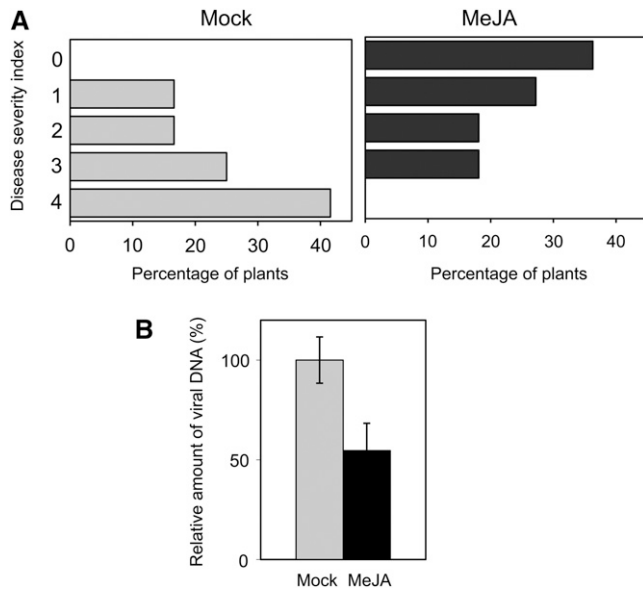 A
Mock
MeJA
Disease severity index
0
1
2
3
4
0 10 20 30 40
0 10 20 30 40
Percentage of plants
Percentage of plants
B
Relative amount of viral DNA (%)
100
50
0
Mock MeJA